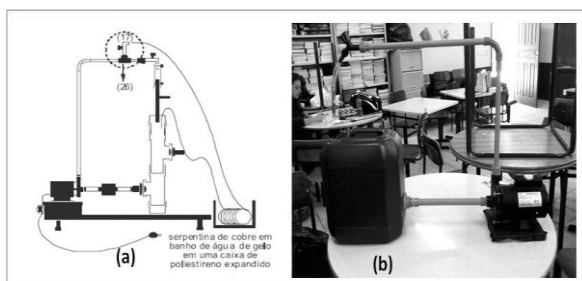 (17)
(26)
serpentina de cobre em
banho de água de gelo
em uma caixa de
poliestireno expandido
(a)
(b)